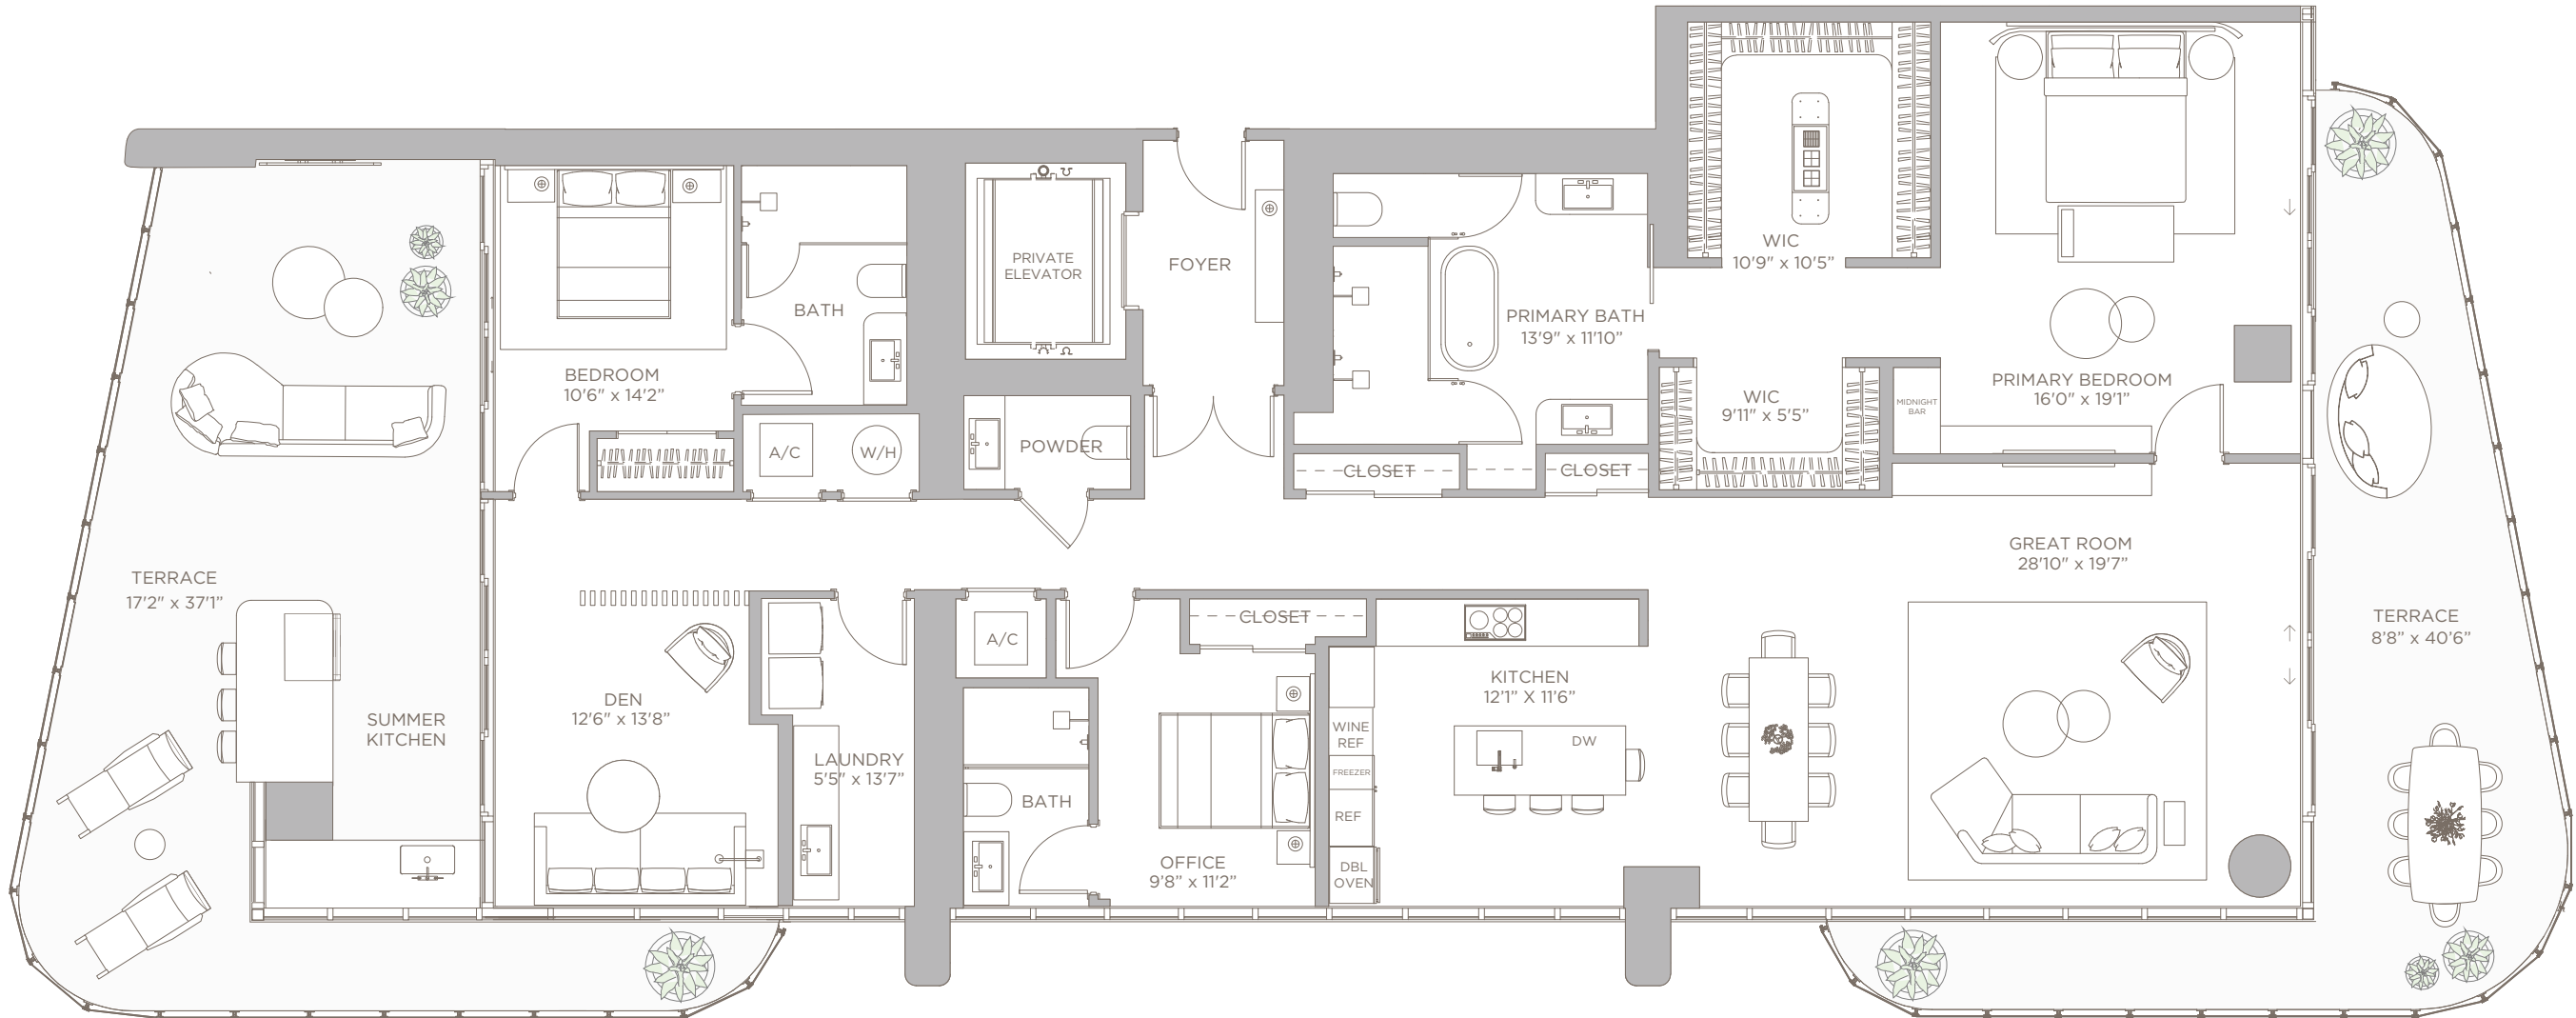 PRIVATE
ELEVATOR
FOYER
BATH
BEDROOM
10'6" x 14'2"
A/C
W/H
POWDER
PRIMARY BATH
13'9" x 11'10"
CLOSET
CLOSET
WIC
10'9" x 10'5"
WIC
9'11" x 5'5"
MIDNIGHT
BAR
PRIMARY BEDROOM
16'0" x 19'1"
GREAT ROOM
28'10" x 19'7"
TERRACE
8'8" x 40'6"
TERRACE
17'2" x 37'1"
SUMMER
KITCHEN
DEN
12'6" x 13'8"
LAUNDRY
5'5" x 13'7"
A/C
BATH
CLOSET
OFFICE
9'8" x 11'2"
KITCHEN
12'1" X 11'6"
WINE
REF
FREEZER
REF
DBL
OVEN
DW